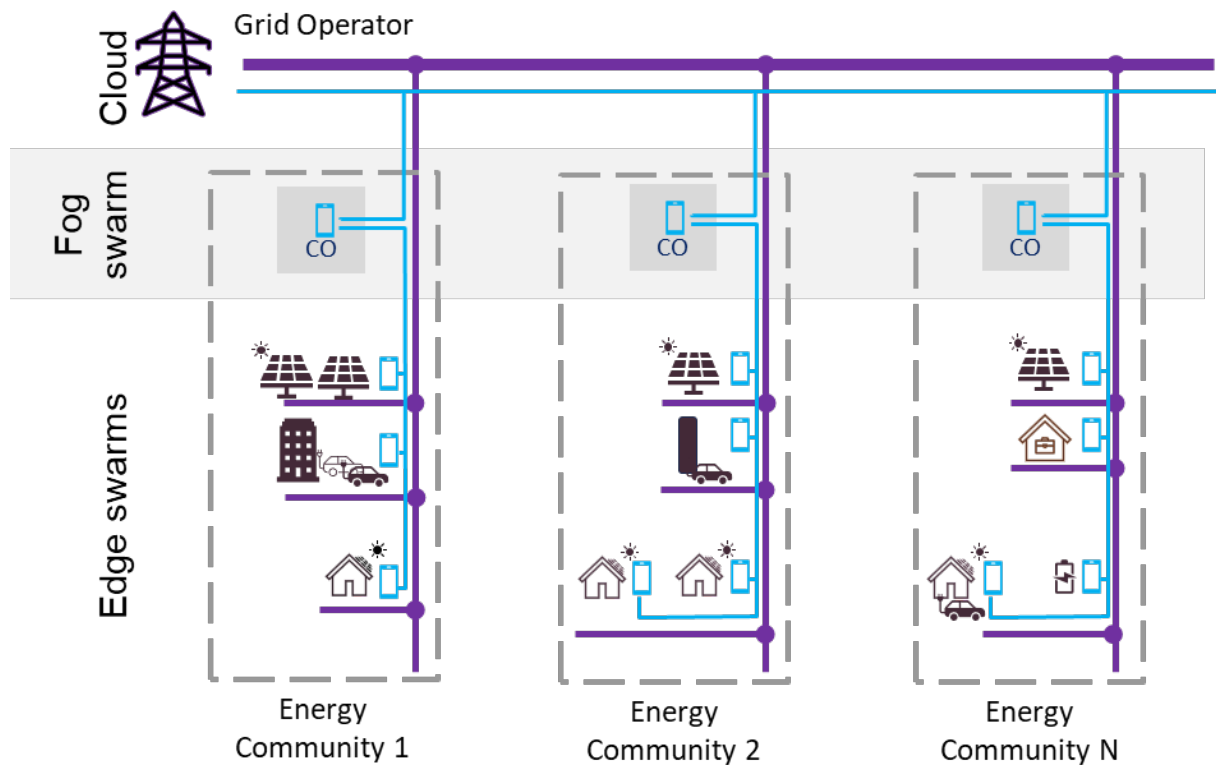 Grid Operator
Cloud
Fog
swarm
CO
CO
CO
Edge swarms
Energy
Community 1
Energy
Community 2
Energy
Community N